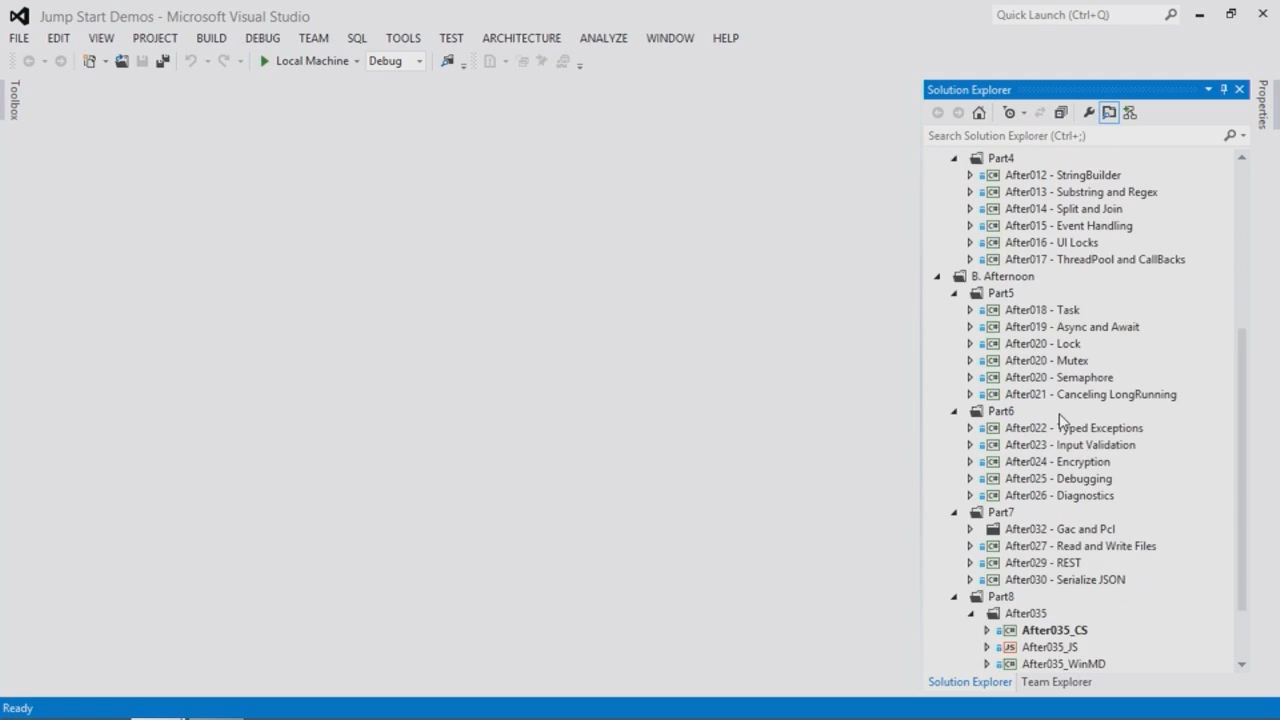 Jump Start Demos - Microsoft Visual Studio
Quick Launch (Ctrl+Q)
FILE EDIT VIEW PROJECT BUILD DEBUG TEAM SQL TOOLS TEST ARCHITECTURE ANALYZE WINDOW HELP
Local Machine Debug
Toolbox
Solution Explorer
Properties
Search Solution Explorer (Ctrl+;)
Part4
After012 - StringBuilder
After013 - Substring and Regex
After014 - Split and Join
After015 - Event Handling
After016 - UI Locks
After017 - ThreadPool and CallBacks
B. Afternoon
Part5
After018 - Task
After019 - Async and Await
After020 - Lock
After020 - Mutex
After020 - Semaphore
After021 - Canceling LongRunning
Part6
After022 - Typed Exceptions
After023 - Input Validation
After024 - Encryption
After025 - Debugging
After026 - Diagnostics
Part7
After032 - Gac and Pcl
After027 - Read and Write Files
After029 - REST
After030 - Serialize JSON
Part8
After035
After035_CS
After035_JS
After035_WinMD
Solution Explorer Team Explorer
Ready